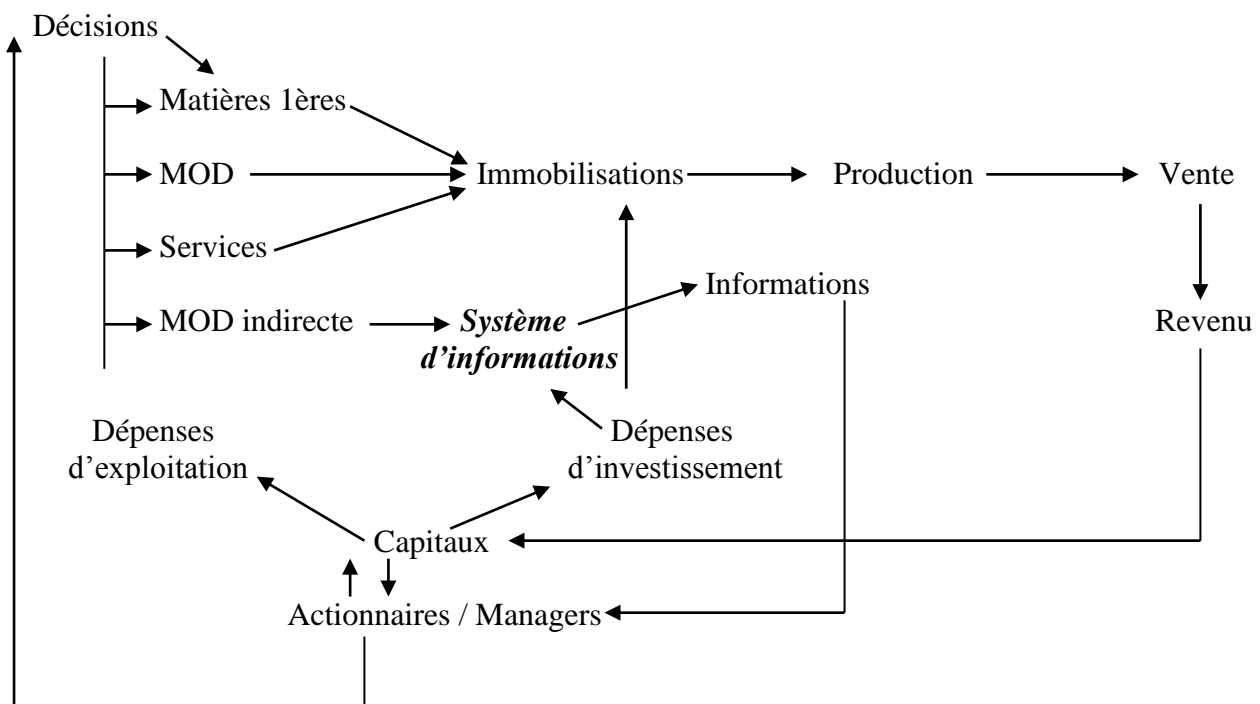 Décisions
Matières 1ères
MOD
Immobilisations
Production
Vente
Services
Informations
MOD indirecte
Système
d’informations
Revenu
Dépenses
d’exploitation
Dépenses
d’investissement
Capitaux
Actionnaires / Managers